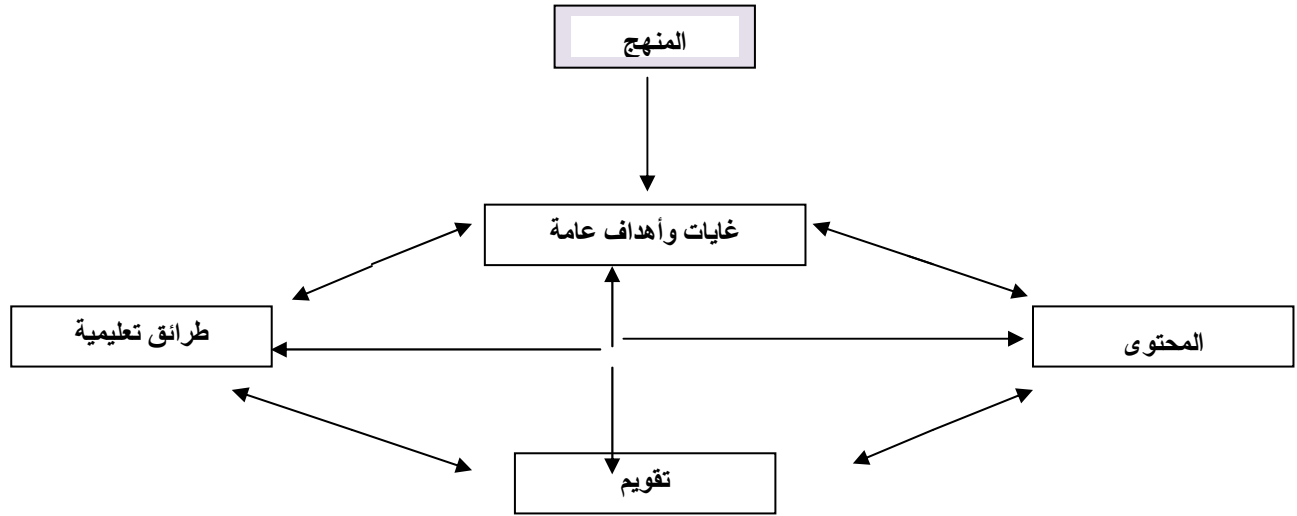 المنهج
غايات وأهداف عامة
المحتوى
طرائق تعليمية
تقويم